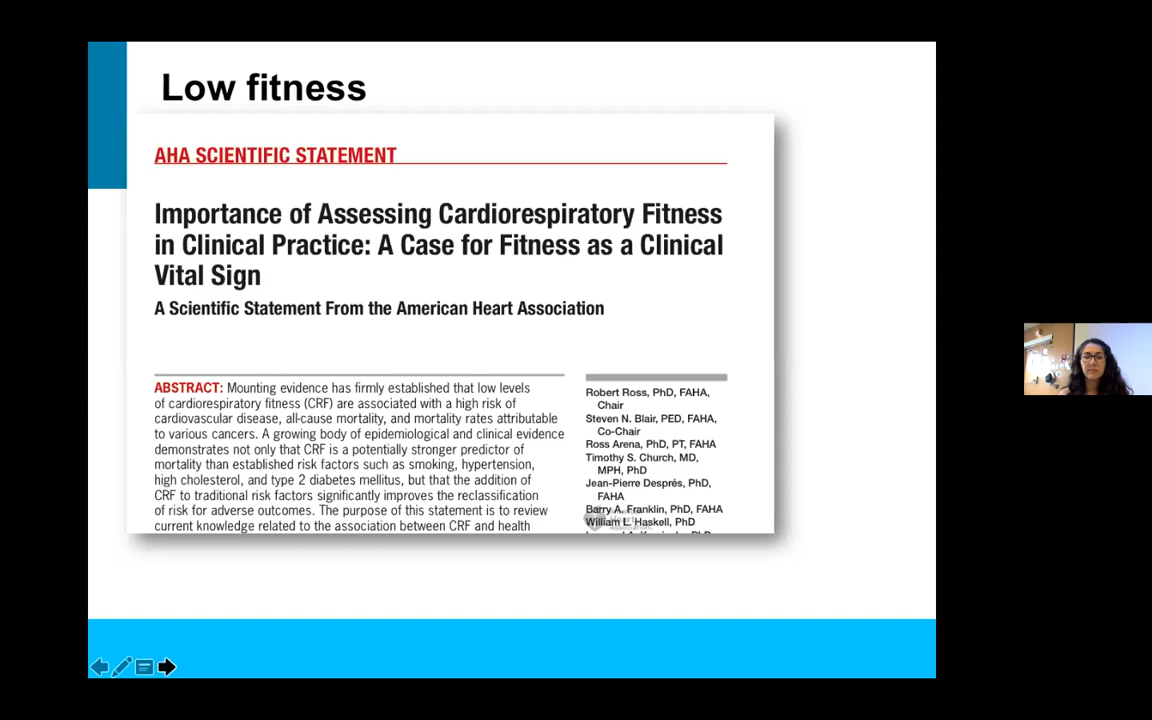 Low fitness
AHA SCIENTIFIC STATEMENT
Importance of Assessing Cardiorespiratory Fitness
in Clinical Practice: A Case for Fitness as a Clinical
Vital Sign
A Scientific Statement From the American Heart Association
ABSTRACT: Mounting evidence has firmly established that low levels
of cardiorespiratory fitness (CRF) are associated with a high risk of
cardiovascular disease, all-cause mortality, and mortality rates attributable
to various cancers. A growing body of epidemiological and clinical evidence
demonstrates not only that CRF is a potentially stronger predictor of
mortality than established risk factors such as smoking, hypertension,
high cholesterol, and type 2 diabetes mellitus, but that the addition of
CRF to traditional risk factors significantly improves the reclassification
of risk for adverse outcomes. The purpose of this statement is to review
current knowledge related to the association between CRF and health
Robert Ross, PhD, FAHA,
Chair
Steven N. Blair, PED, FAHA,
Co-Chair
Ross Arena, PhD, PT, FAHA
Timothy S. Church, MD,
MPH, PhD
Jean-Pierre Després, PhD,
FAHA
Barry A. Franklin, PhD, FAHA
William L. Haskell, PhD